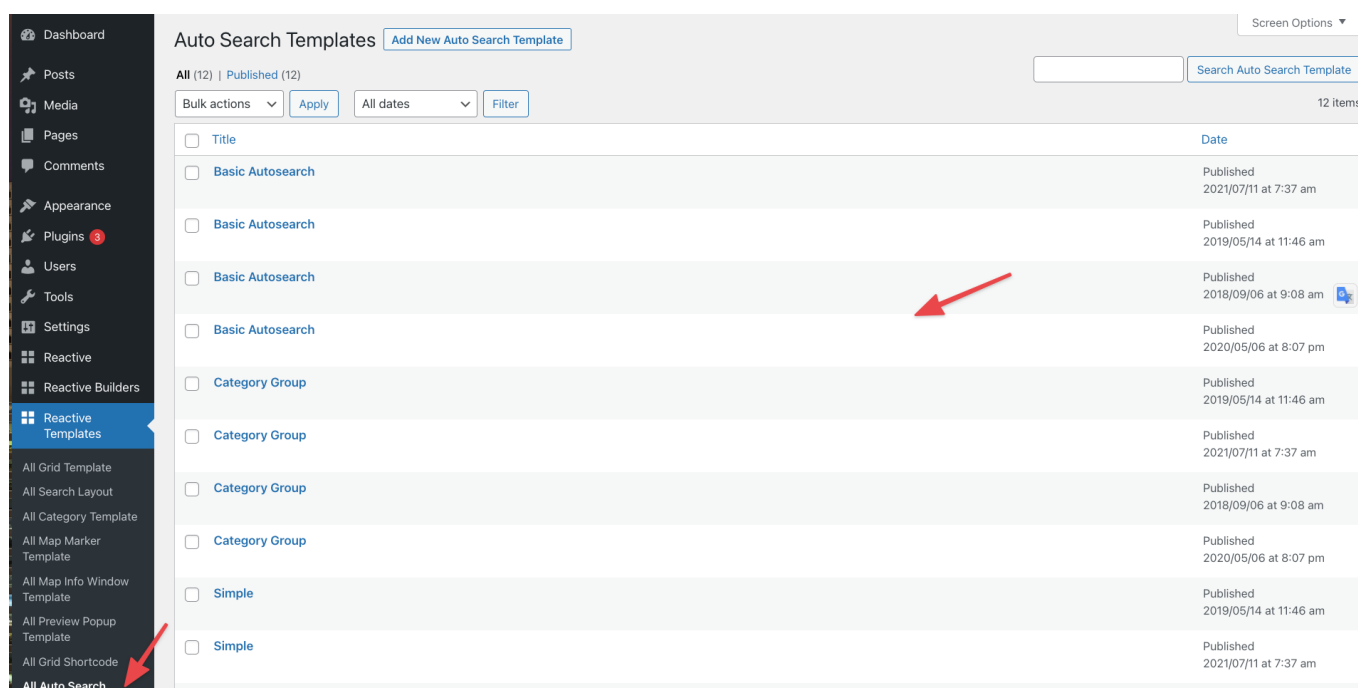 Dashboard
Posts
Media
Pages
Comments
Appearance
Plugins 3
Users
Tools
Settings
Reactive
Reactive Builders
Reactive
Templates
All Grid Template
All Search Layout
All Category Template
All Map Marker
Template
All Map Info Window
Template
All Preview Popup
Template
All Grid Shortcode
All Auto Search
Screen Options ▼
Auto Search Templates Add New Auto Search Template
All (12) | Published (12)
Search Auto Search Template
Bulk actions Apply All dates Filter
12 items
Title Date
Basic Autosearch Published
2021/07/11 at 7:37 am
Basic Autosearch Published
2019/05/14 at 11:46 am
Basic Autosearch Published
2018/09/06 at 9:08 am
Basic Autosearch Published
2020/05/06 at 8:07 pm
Category Group Published
2019/05/14 at 11:46 am
Category Group Published
2021/07/11 at 7:37 am
Category Group Published
2018/09/06 at 9:08 am
Category Group Published
2020/05/06 at 8:07 pm
Simple Published
2019/05/14 at 11:46 am
Simple Published
2021/07/11 at 7:37 am